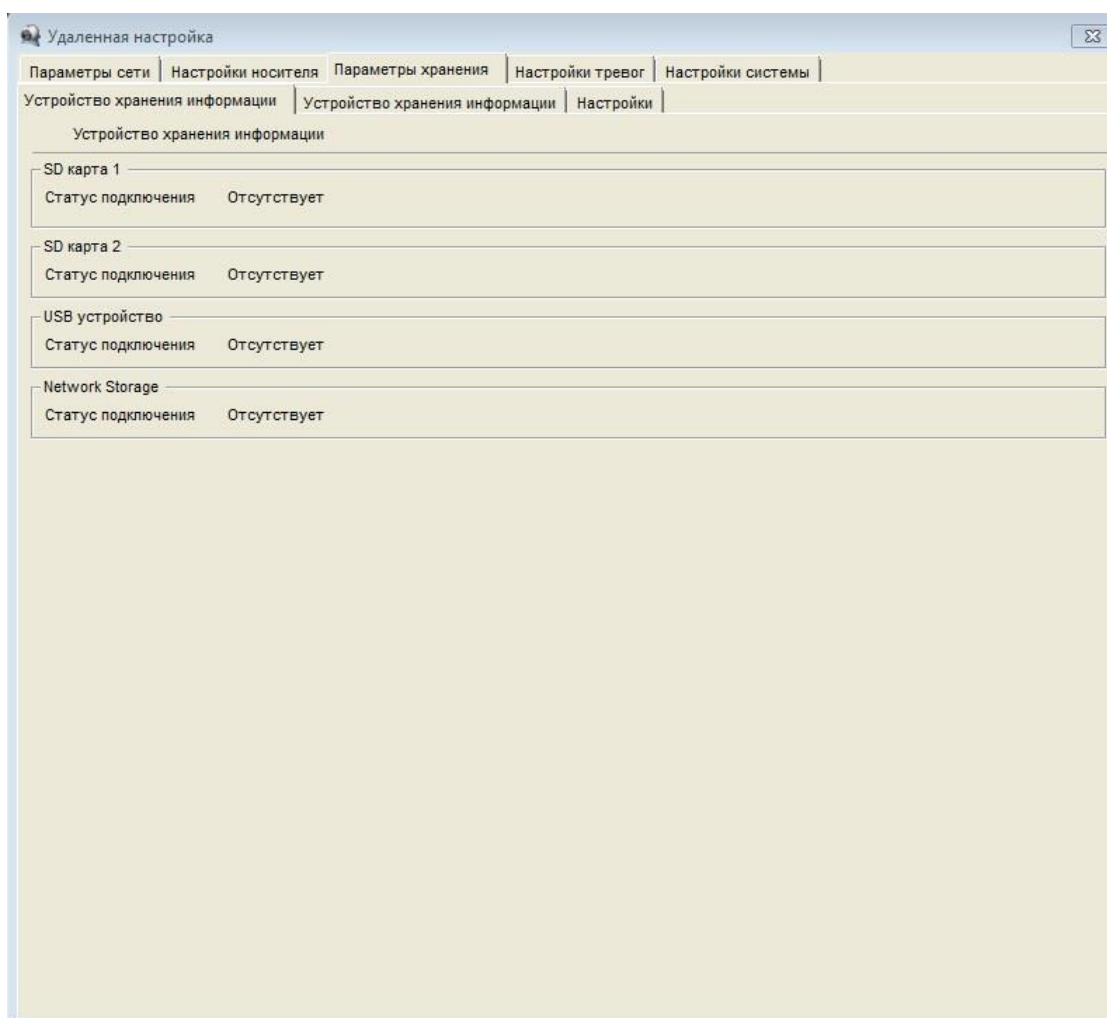 Удаленная настройка
Параметры сети Настройки носителя Параметры хранения Настройки тревог Настройки системы
Устройство хранения информации Устройство хранения информации Настройки
Устройство хранения информации
SD карта 1
Статус подключения Отсутствует
SD карта 2
Статус подключения Отсутствует
USB устройство
Статус подключения Отсутствует
Network Storage
Статус подключения Отсутствует